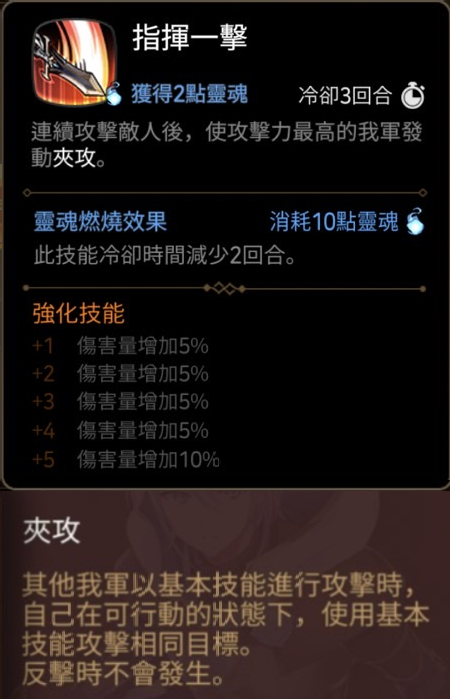 指揮一擊
獲得2點靈魂
冷卻3回合
連續攻擊敵人後，使攻擊力最高的我軍發
動夾攻。
靈魂燃燒效果
消耗10點靈魂
此技能冷卻時間減少2回合。
強化技能
+1 傷害量增加5%
+2 傷害量增加5%
+3 傷害量增加5%
+4 傷害量增加5%
+5 傷害量增加10%
夾攻
其他我軍以基本技能進行攻擊時，
自己在可行動的狀態下，使用基本
技能攻擊相同目標。
反擊時不會發生。